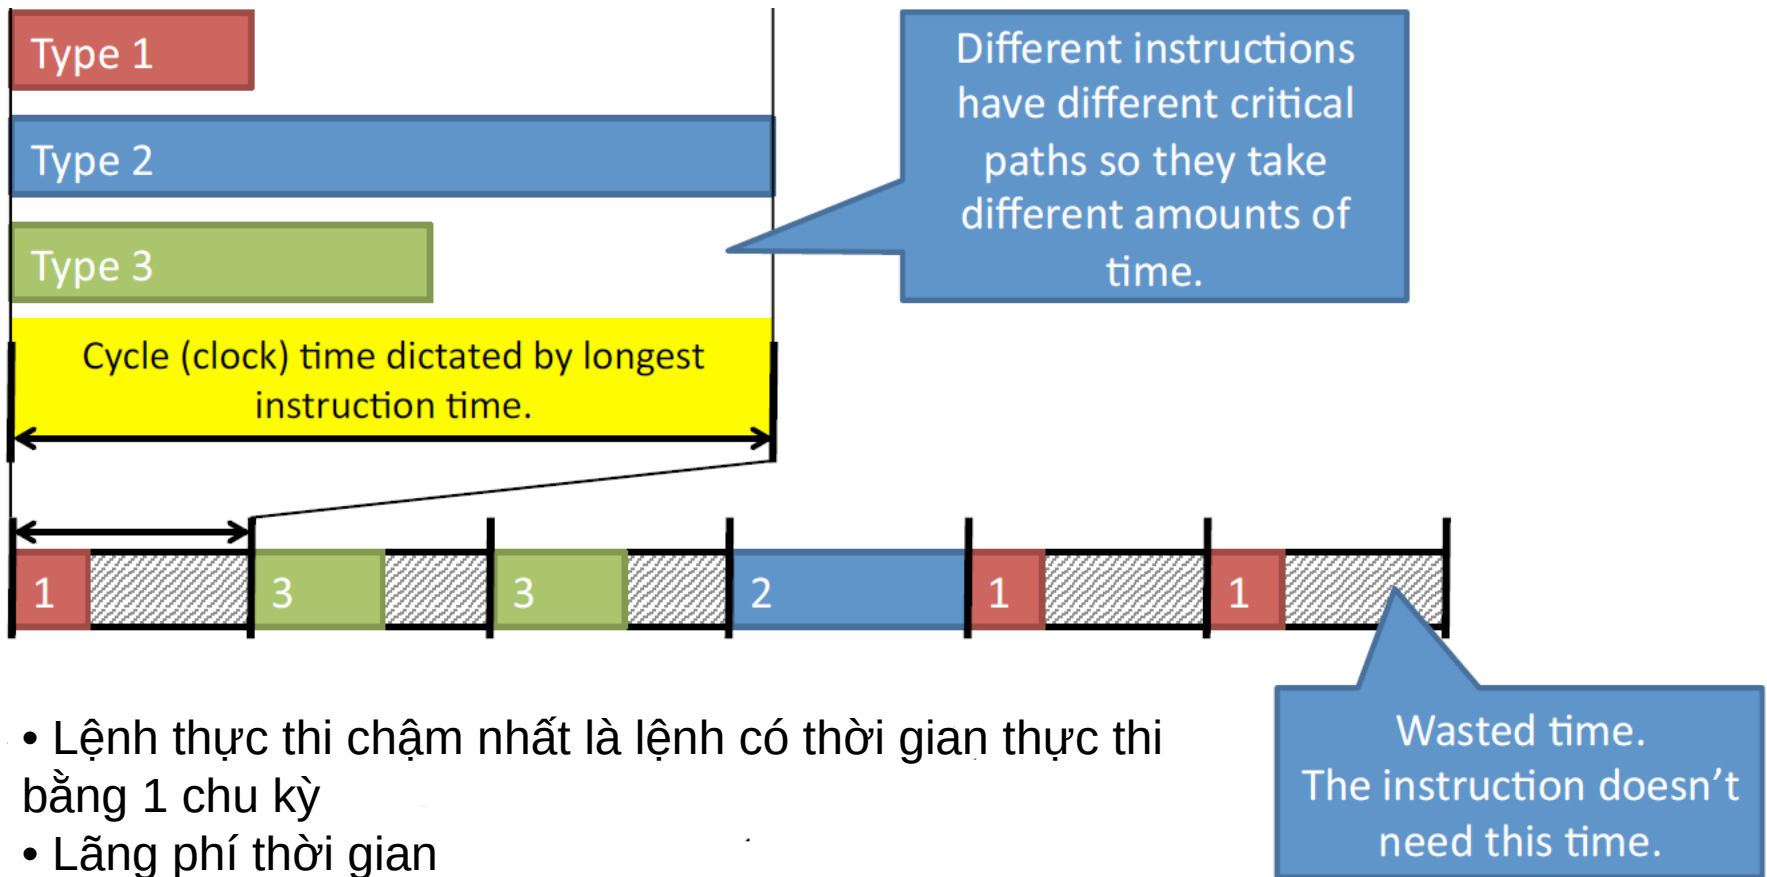 Type 1
Type 2
Type 3
Different instructions
have different critical
paths so they take
different amounts of
time.
Cycle (clock) time dictated by longest
instruction time.
1
3
3
2
1
1
• Lệnh thực thi chậm nhất là lệnh có thời gian thực thi
bằng 1 chu kỳ
• Lãng phí thời gian
Wasted time.
The instruction doesn't
need this time.